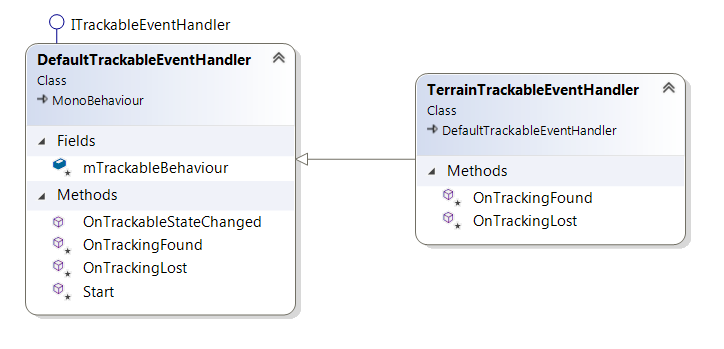 ITrackableEventHandler
DefaultTrackableEventHandler
Class
MonoBehaviour
Fields
mTrackableBehaviour
Methods
OnTrackableStateChanged
OnTrackingFound
OnTrackingLost
Start
TerrainTrackableEventHandler
Class
DefaultTrackableEventHandler
Methods
OnTrackingFound
OnTrackingLost